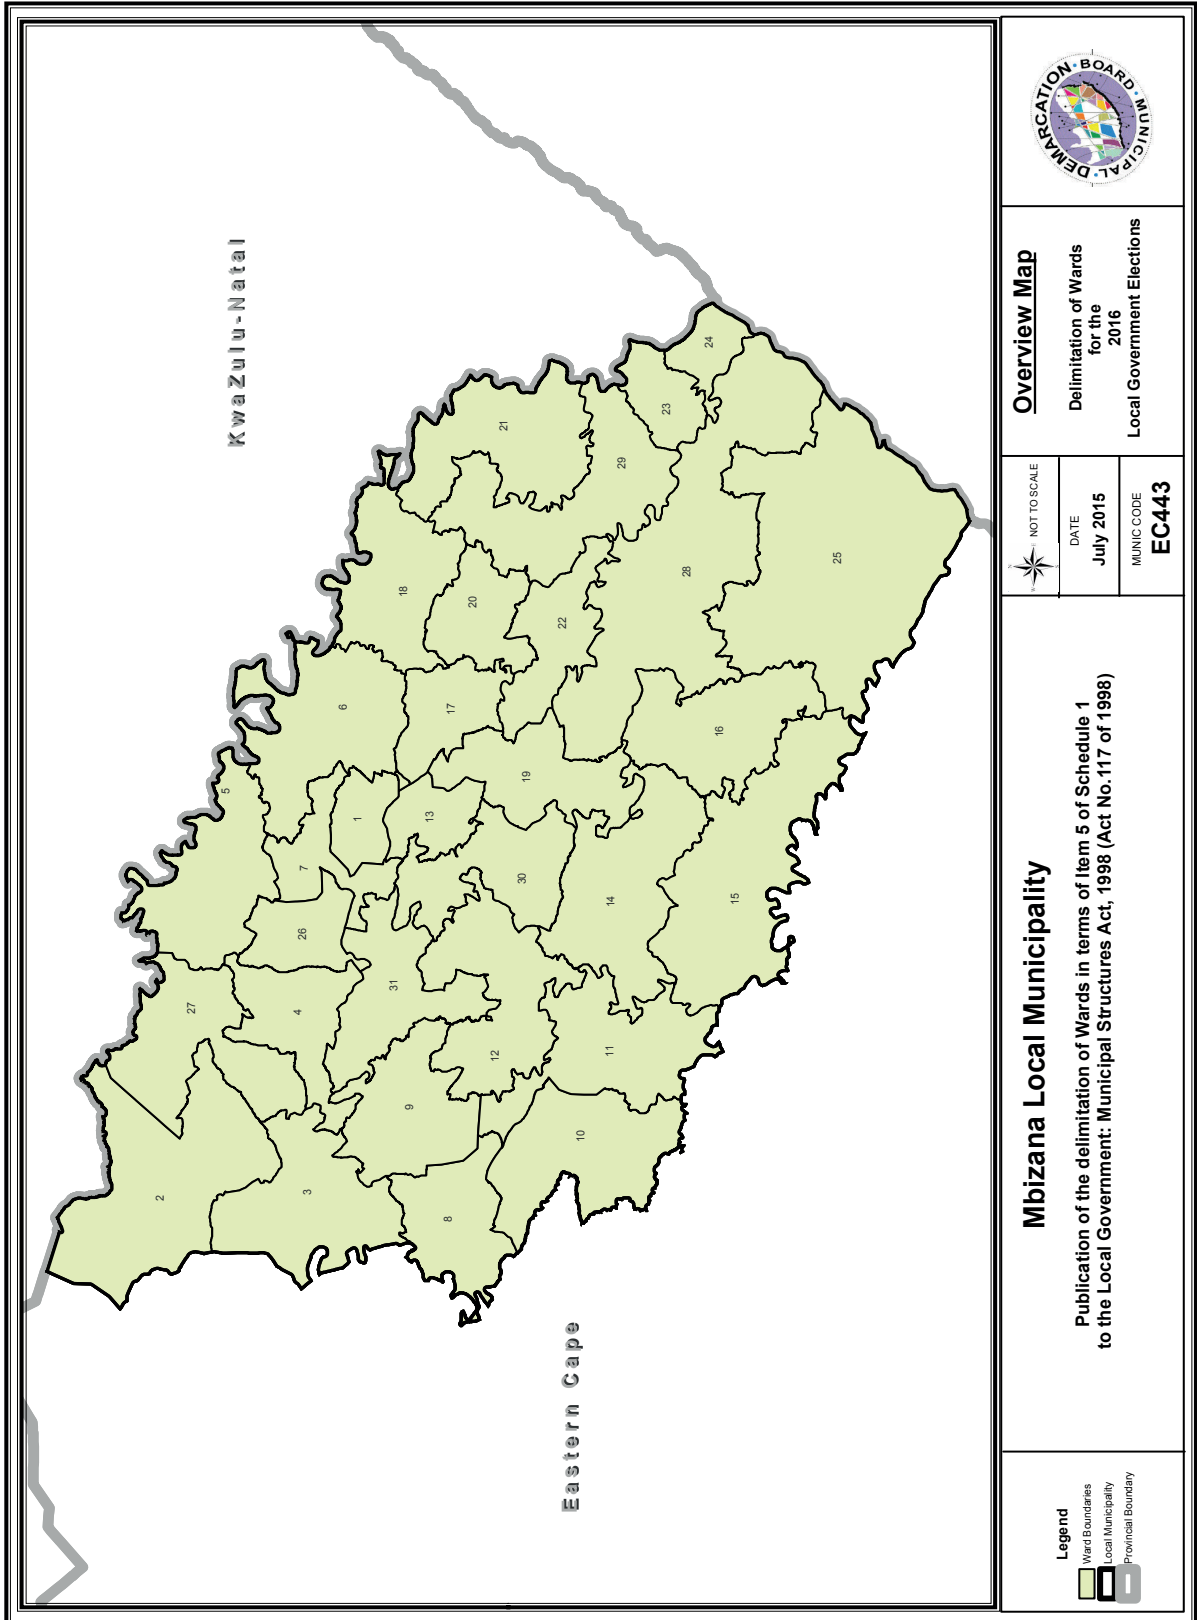 KwaZulu-Natal
Eastern Cape
2
27
5
3
4
26
7
1
6
8
9
31
13
17
18
20
21
12
30
19
22
29
23
24
10
11
14
28
15
16
25
Legend
Ward Boundaries
Local Municipality
Provincial Boundary
Mbizana Local Municipality
Publication of the delimitation of Wards in terms of Item 5 of Schedule 1
to the Local Government: Municipal Structures Act, 1998 (Act No.117 of 1998)
NOT TO SCALE
DATE
July 2015
MUNIC CODE
EC443
Overview Map
Delimitation of Wards
for the
2016
Local Government Elections
MUNICIPAL · DEMARCATION · BOARD ·